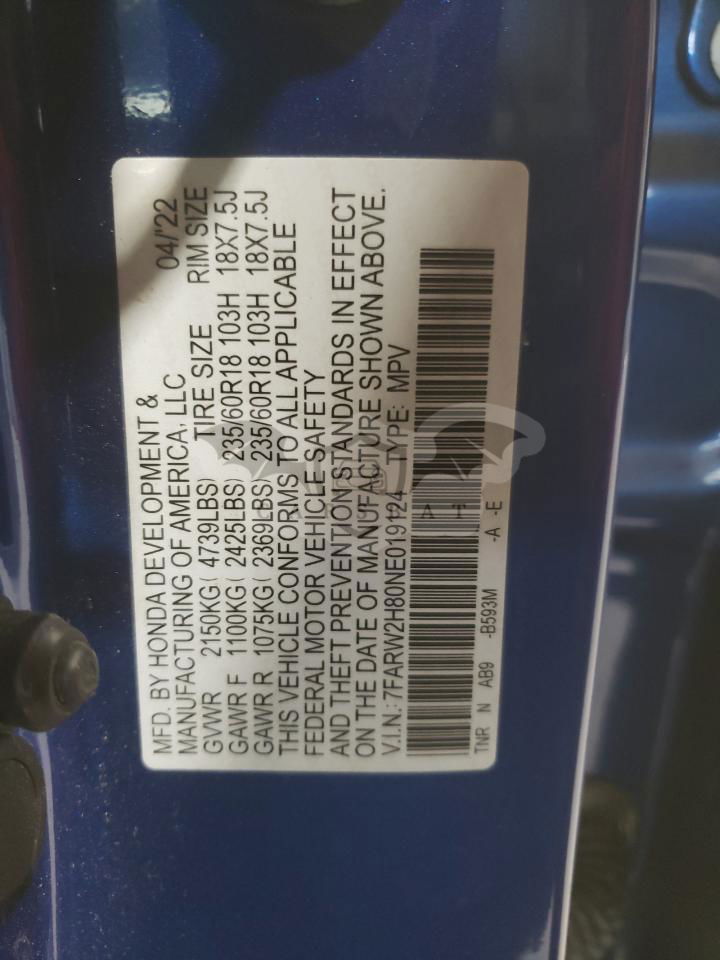 MFD. BY HONDA DEVELOPMENT &
MANUFACTURING OF AMERICA, LLC 04/'22
GVWR 2150KG( 4739LBS) TIRE SIZE RIM SIZE
GAWR F 1100KG( 2425LBS) 235/60R18 103H 18X7.5J
GAWR R 1075KG( 2369LBS) 235/60R18 103H 18X7.5J
THIS VEHICLE CONFORMS TO ALL APPLICABLE
FEDERAL MOTOR VEHICLE SAFETY
AND THEFT PREVENTION STANDARDS IN EFFECT
ON THE DATE OF MANUFACTURE SHOWN ABOVE.
V.I.N.: 7FARW2H80NE019124 TYPE: MPV
TNR N AB9 -B593M -A -E